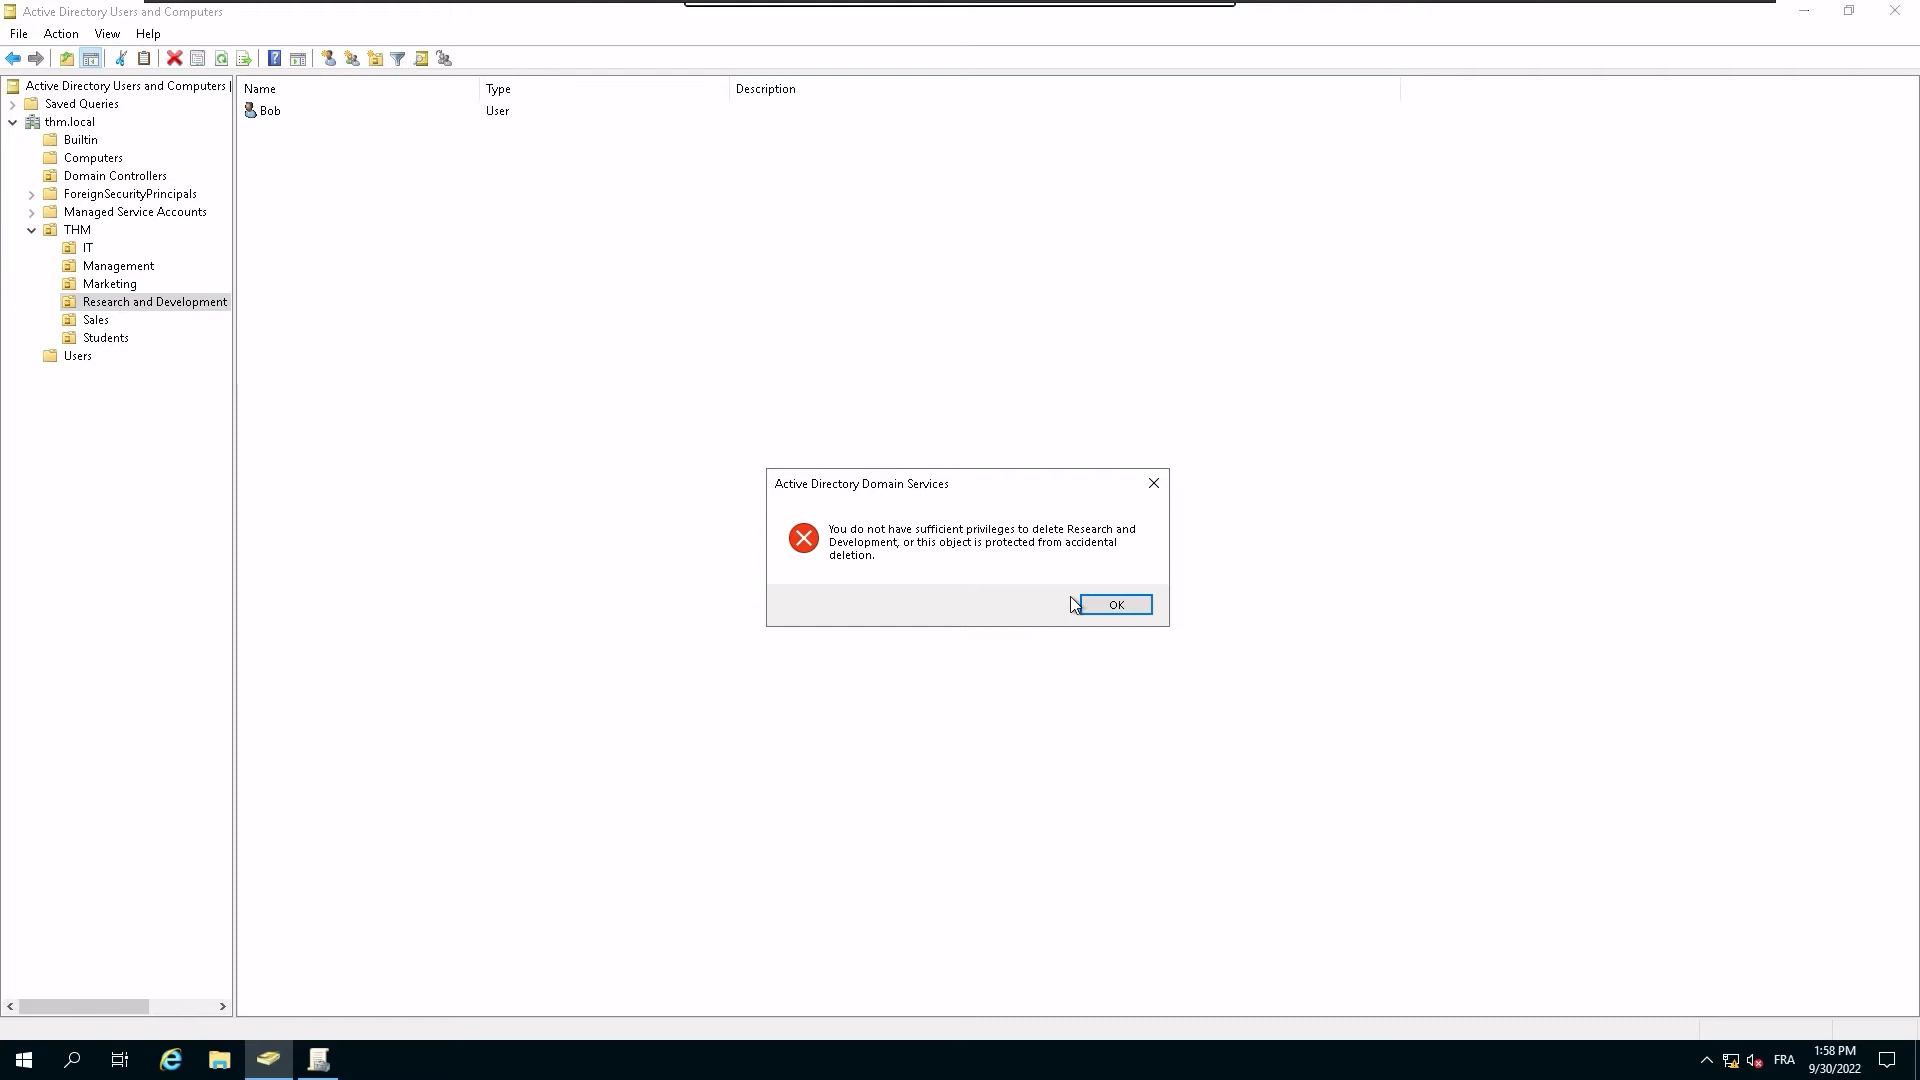 Active Directory Users and Computers
File Action View Help
Active Directory Users and Computers
Saved Queries
thm.local
Builtin
Computers
Domain Controllers
ForeignSecurityPrincipals
Managed Service Accounts
THM
IT
Management
Marketing
Research and Development
Sales
Students
Users
Name Type Description
Bob User
Active Directory Domain Services
You do not have sufficient privileges to delete Research and
Development, or this object is protected from accidental
deletion.
OK
FRA
1:58 PM
9/30/2022